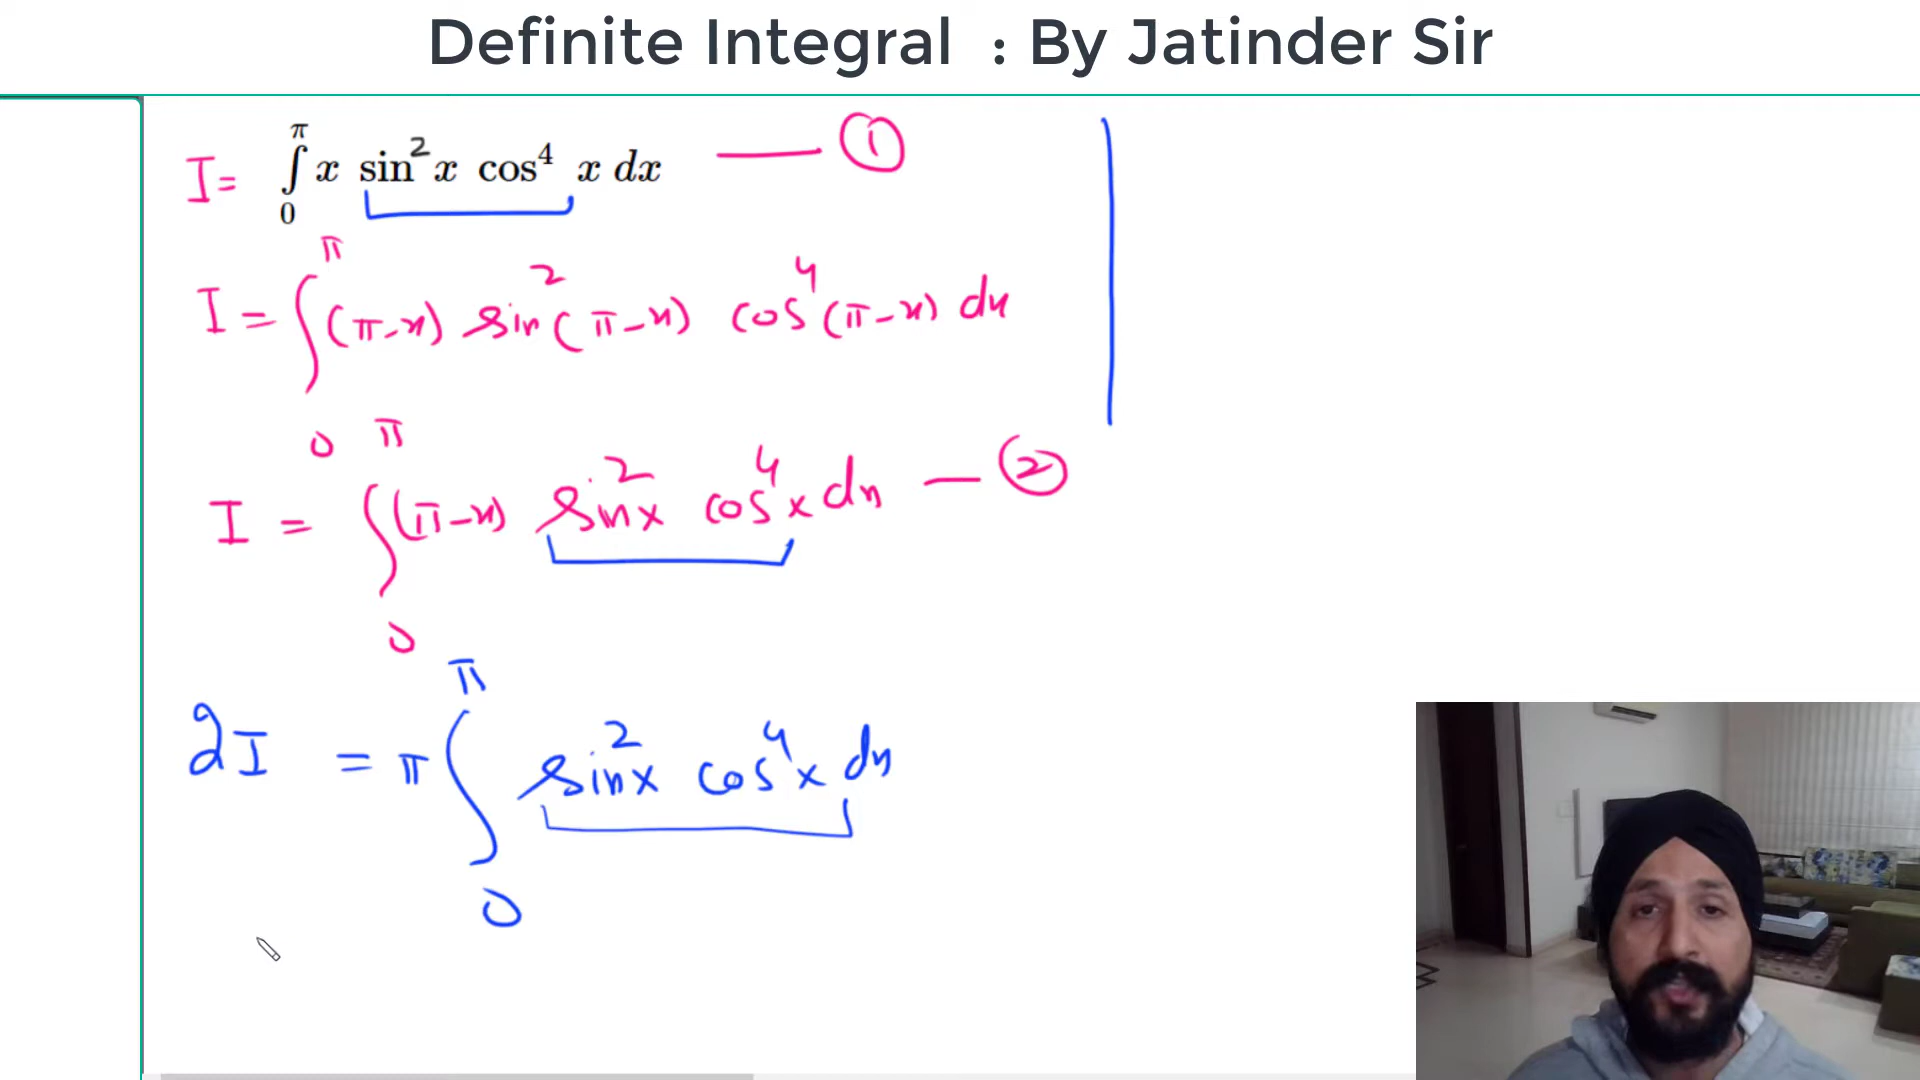 Definite Integral : By Jatinder Sir
I = ∫₀^π x sin² x cos⁴ x dx —— ①
I = ∫₀^π (π-x) sin²(π-x) cos⁴(π-x) dx
I = ∫₀^π (π-x) sin²x cos⁴x dx — ②
2I = π ∫₀^π sin²x cos⁴x dx